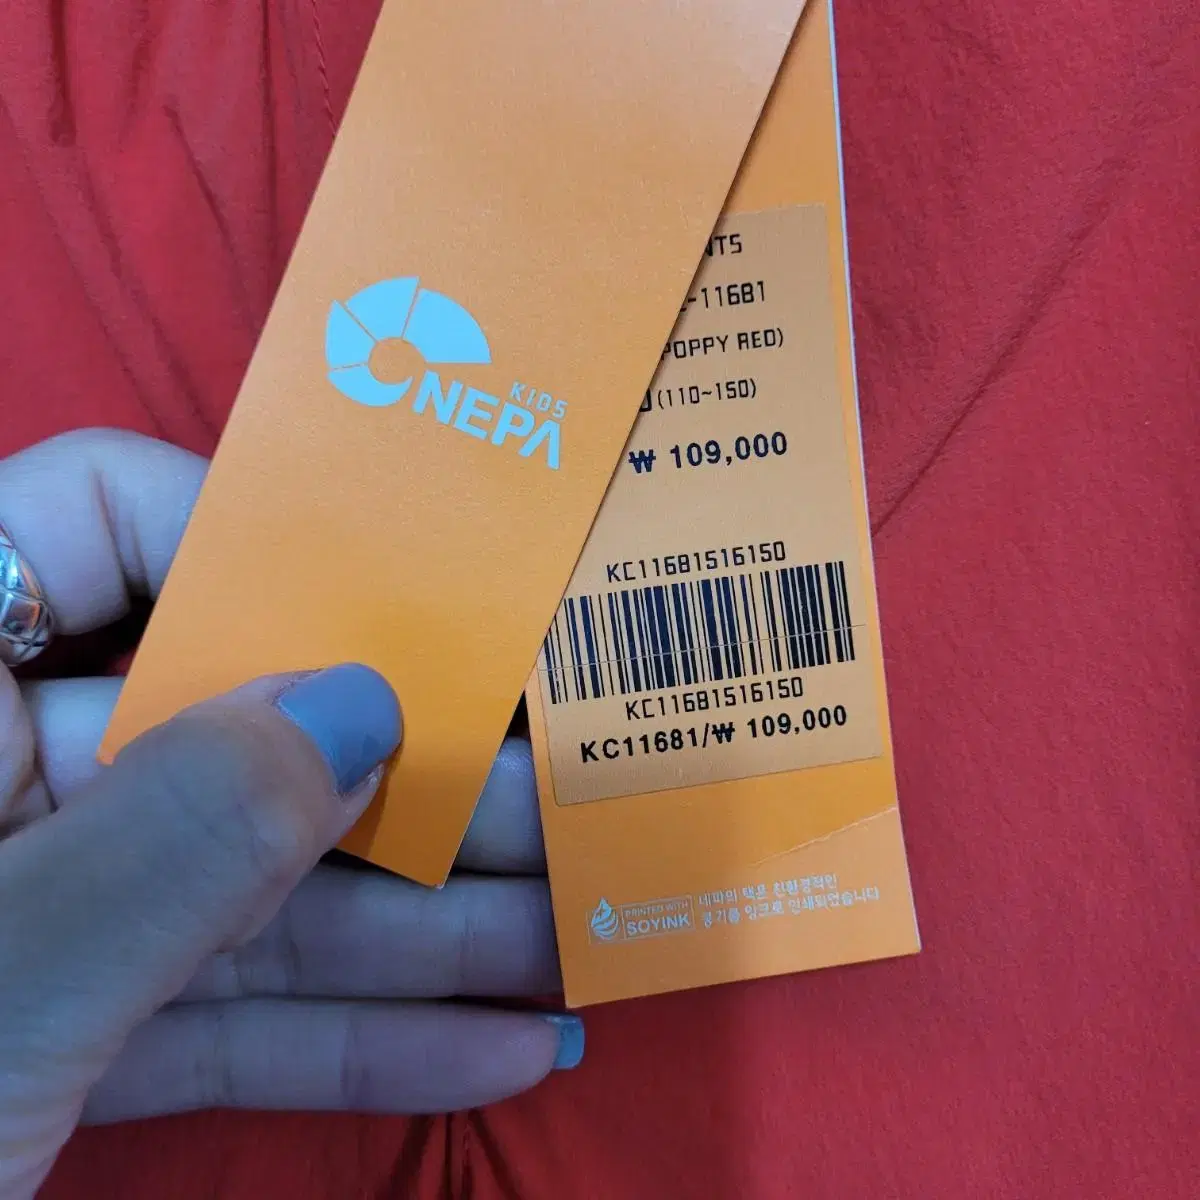 KIDS
NEPA
NTS
-11681
POPPY RED)
(110~150)
₩ 109,000
KC11681516150
KC11681516150
KC11681/₩ 109,000
PRINTED WITH
SOYINK
네파의 택은 친환경적인
콩기름 잉크로 인쇄되었습니다